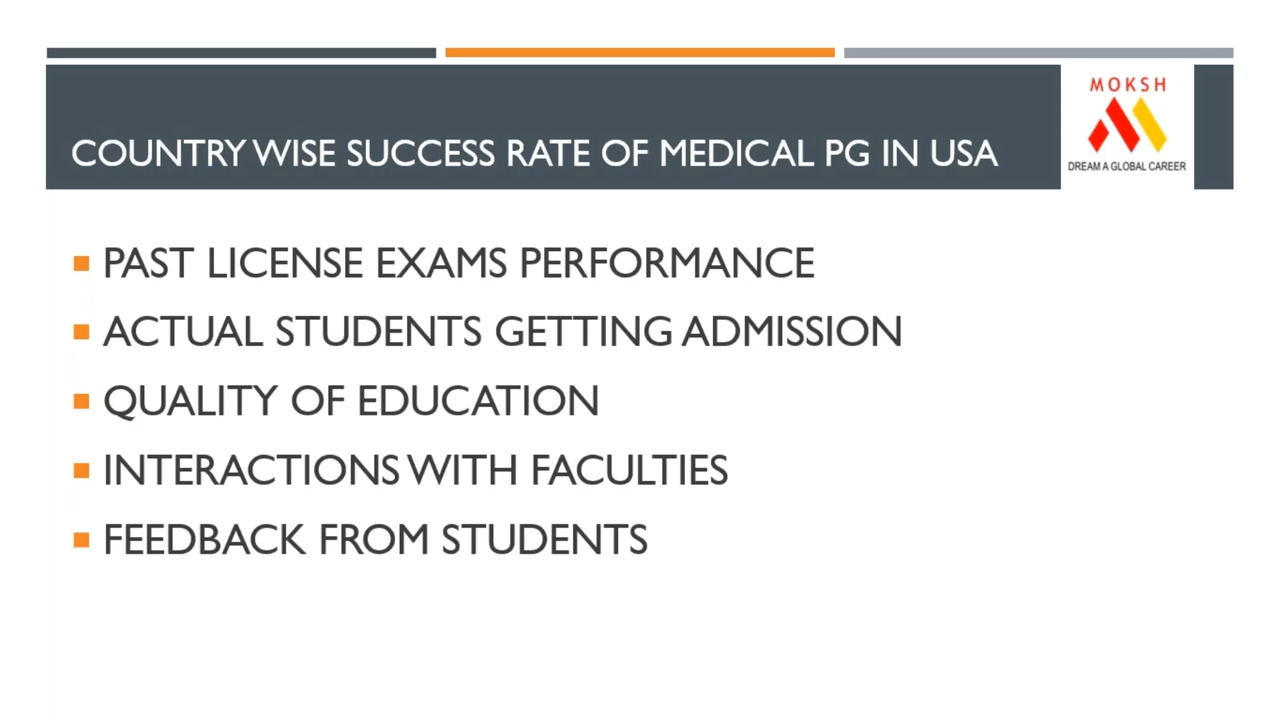 MOKSH
DREAM A GLOBAL CAREER
COUNTRY WISE SUCCESS RATE OF MEDICAL PG IN USA
PAST LICENSE EXAMS PERFORMANCE
ACTUAL STUDENTS GETTING ADMISSION
QUALITY OF EDUCATION
INTERACTIONS WITH FACULTIES
FEEDBACK FROM STUDENTS